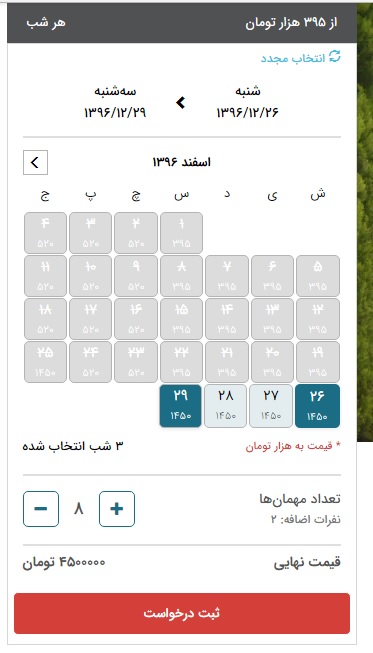 از ۳۹۵ هزار تومان هر شب
انتخاب مجدد
شنبه سه‌شنبه
۱۳۹۶/۱۲/۲۶ ۱۳۹۶/۱۲/۲۹
اسفند ۱۳۹۶
ش ی د س چ پ ج
۱ ۲ ۳ ۴
۳۹۵ ۵۲۰ ۵۲۰ ۵۲۰
۵ ۶ ۷ ۸ ۹ ۱۰ ۱۱
۳۹۵ ۳۹۵ ۳۹۵ ۳۹۵ ۵۲۰ ۵۲۰ ۵۲۰
۱۲ ۱۳ ۱۴ ۱۵ ۱۶ ۱۷ ۱۸
۳۹۵ ۳۹۵ ۳۹۵ ۳۹۵ ۵۲۰ ۵۲۰ ۵۲۰
۱۹ ۲۰ ۲۱ ۲۲ ۲۳ ۲۴ ۲۵
۳۹۵ ۳۹۵ ۳۹۵ ۳۹۵ ۵۲۰ ۵۲۰ ۱۴۵۰
۲۶ ۲۷ ۲۸ ۲۹
۱۴۵۰ ۱۴۵۰ ۱۴۵۰ ۱۴۵۰
* قیمت به هزار تومان ۳ شب انتخاب شده
تعداد مهمان‌ها + ۸ −
نفرات اضافه: ۲
قیمت نهایی ۴۵۰۰۰۰۰ تومان
ثبت درخواست